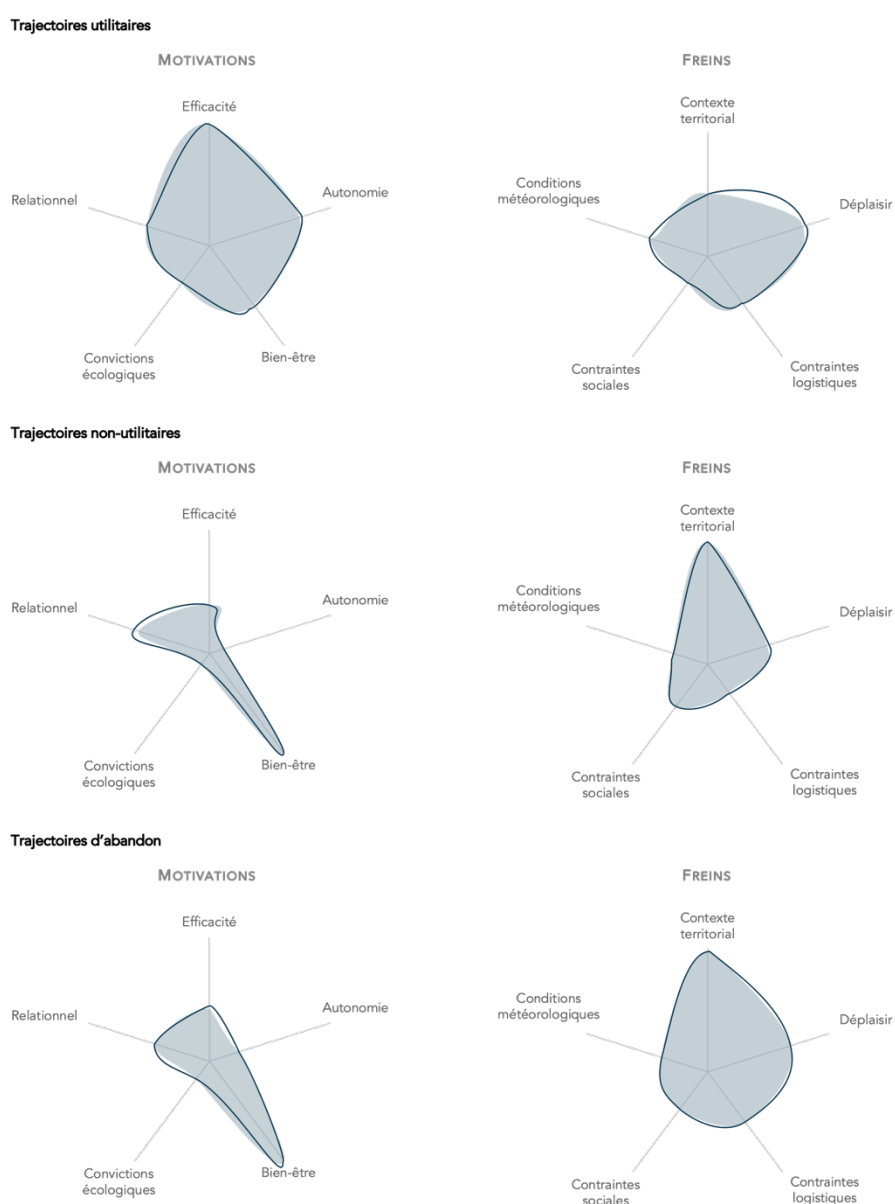 Trajectoires utilitaires
MOTIVATIONS
Efficacité
Autonomie
Relationnel
Convictions
écologiques
Bien-être
FREINS
Contexte
territorial
Conditions
météorologiques
Déplaisir
Contraintes
sociales
Contraintes
logistiques
Trajectoires non-utilitaires
MOTIVATIONS
Efficacité
Autonomie
Relationnel
Convictions
écologiques
Bien-être
FREINS
Contexte
territorial
Conditions
météorologiques
Déplaisir
Contraintes
sociales
Contraintes
logistiques
Trajectoires d’abandon
MOTIVATIONS
Efficacité
Autonomie
Relationnel
Convictions
écologiques
Bien-être
FREINS
Contexte
territorial
Conditions
météorologiques
Déplaisir
Contraintes
sociales
Contraintes
logistiques